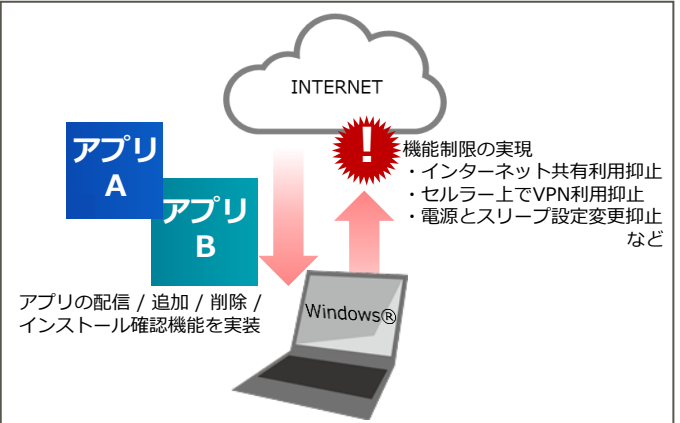 INTERNET
アプリ
A
アプリ
B
!
機能制限の実現
・インターネット共有利用抑止
・セルラー上でVPN利用抑止
・電源とスリープ設定変更抑止
など
アプリの配信 / 追加 / 削除 /
インストール確認機能を実装
Windows®